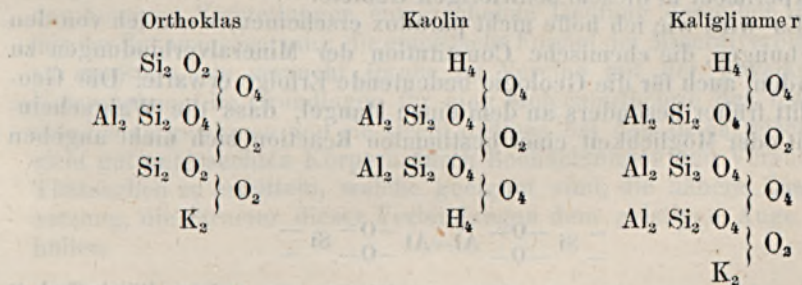 Orthoklas Kaolin Kaliglimmer
Si₂ O₂ H₄ H₄
} O₄ } O₄ } O₄
Al₂ Si₂ O₄ Al₂ Si₂ O₄ Al₂ Si₂ O₄
} O₂ } O₂ } O₂
Si₂ O₂ Al₂ Si₂ O₄ Al₂ Si₂ O₄
} O₂ } O₄ } O₄
K₂ H₄ Al₂ Si₂ O₄
} O₂
K₂